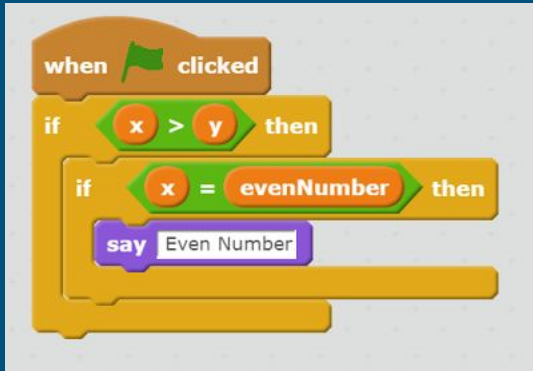 when clicked
if x > y then
if x = evenNumber then
say Even Number